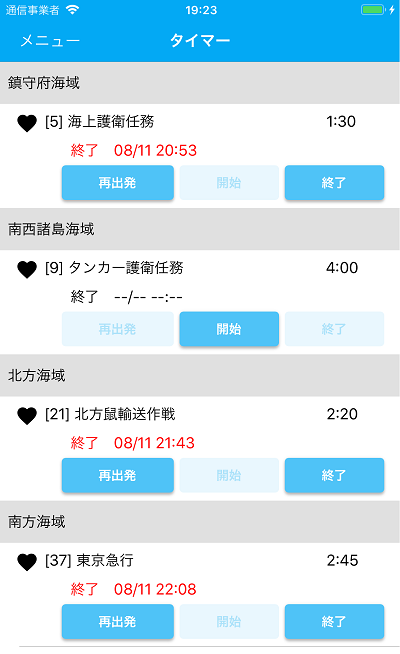 通信事業者 19:23
メニュー タイマー
鎮守府海域
[5] 海上護衛任務 1:30
終了 08/11 20:53
再出発 開始 終了
南西諸島海域
[9] タンカー護衛任務 4:00
終了 --/-- --:--
再出発 開始 終了
北方海域
[21] 北方鼠輸送作戦 2:20
終了 08/11 21:43
再出発 開始 終了
南方海域
[37] 東京急行 2:45
終了 08/11 22:08
再出発 開始 終了